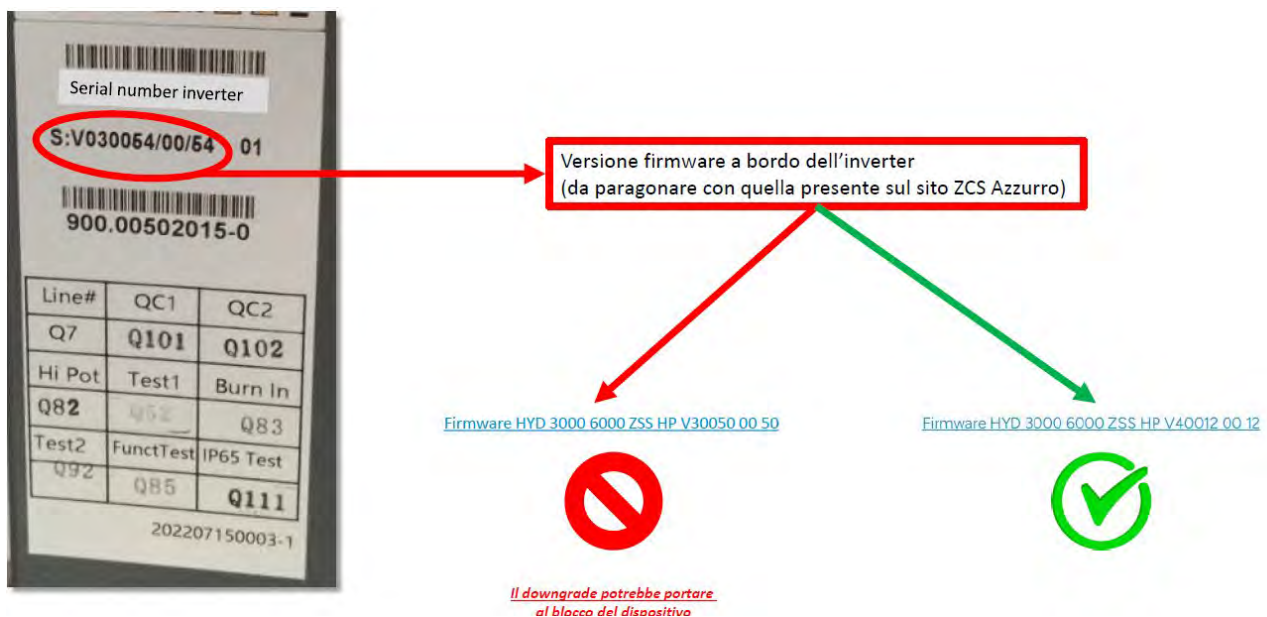 Serial number inverter
S:V030054/00/54 01
900.00502015-0
Line# QC1 QC2
Q7 Q101 Q102
Hi Pot Test1 Burn In
Q82 Q52 Q83
Test2 FunctTest IP65 Test
Q92 Q85 Q111
202207150003-1
Versione firmware a bordo dell'inverter
(da paragonare con quella presente sul sito ZCS Azzurro)
Firmware HYD 3000 6000 ZSS HP V30050 00 50
Firmware HYD 3000 6000 ZSS HP V40012 00 12
Il downgrade potrebbe portare
al blocco del dispositivo